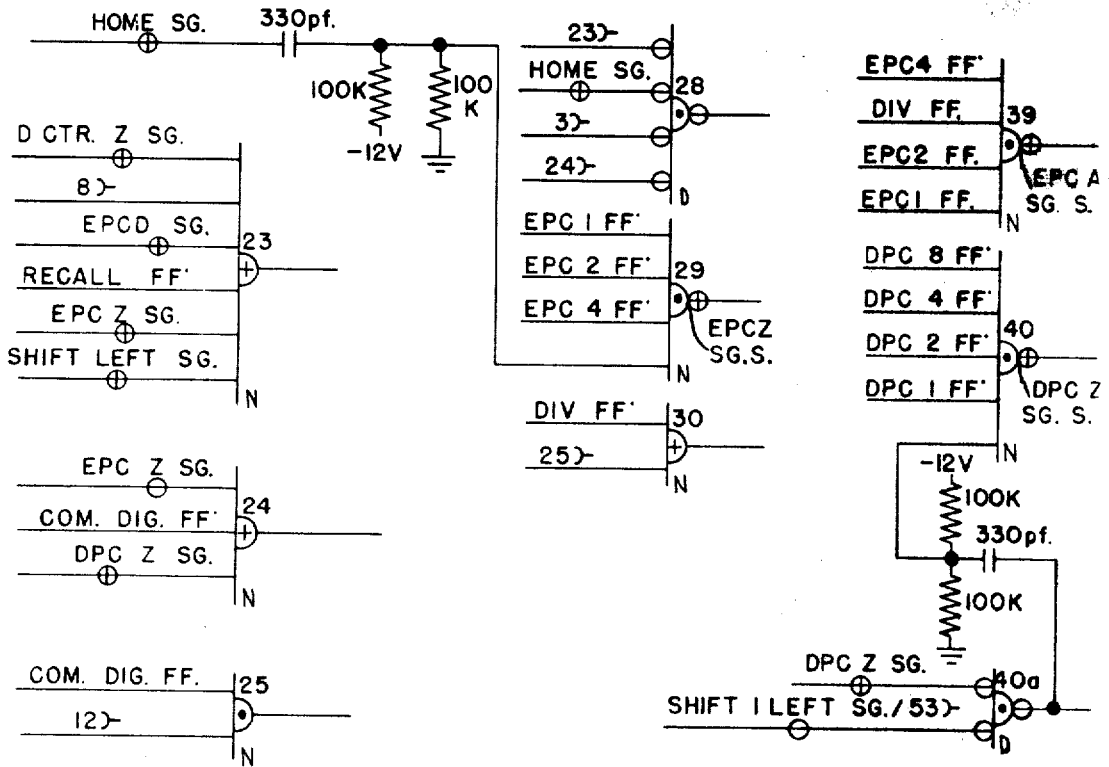 HOME SG.
330pf.
100K
100 K
-12V
D CTR. Z SG.
8)-
EPCD SG.
23
RECALL FF'
EPC Z SG.
SHIFT LEFT SG.
N
EPC Z SG.
24
COM. DIG. FF'
DPC Z SG.
N
COM. DIG. FF.
25
12)-
N
23)-
HOME SG.
28
3)-
24)-
D
EPC 1 FF'
EPC 2 FF'
29
EPC 4 FF'
EPCZ
SG.S.
N
DIV FF'
30
25)-
N
EPC4 FF'
DIV FF.
39
EPC2 FF.
EPC A
SG. S.
EPC1 FF.
N
DPC 8 FF'
DPC 4 FF'
40
DPC 2 FF'
DPC 1 FF'
DPC Z
SG. S.
N
-12V
100K
330pf.
100K
DPC Z SG.
40a
SHIFT 1 LEFT SG./53)-
D